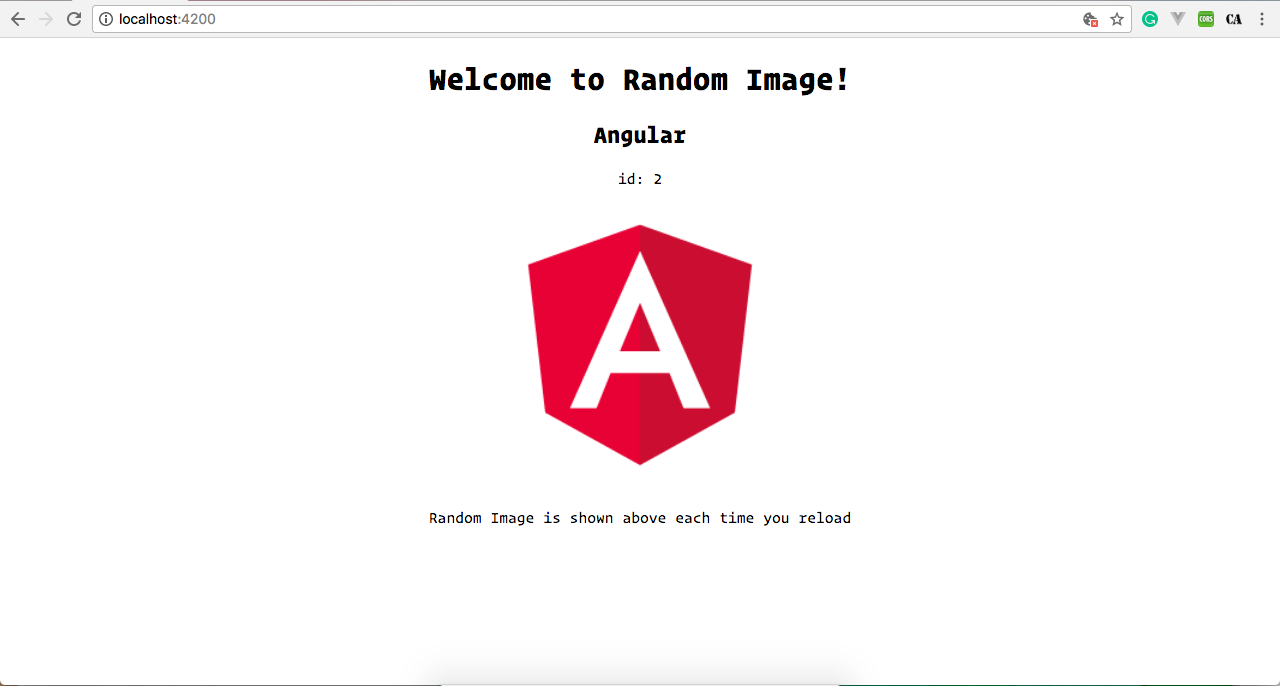 localhost:4200
CORS
CA
Welcome to Random Image!
Angular
id: 2
A
Random Image is shown above each time you reload